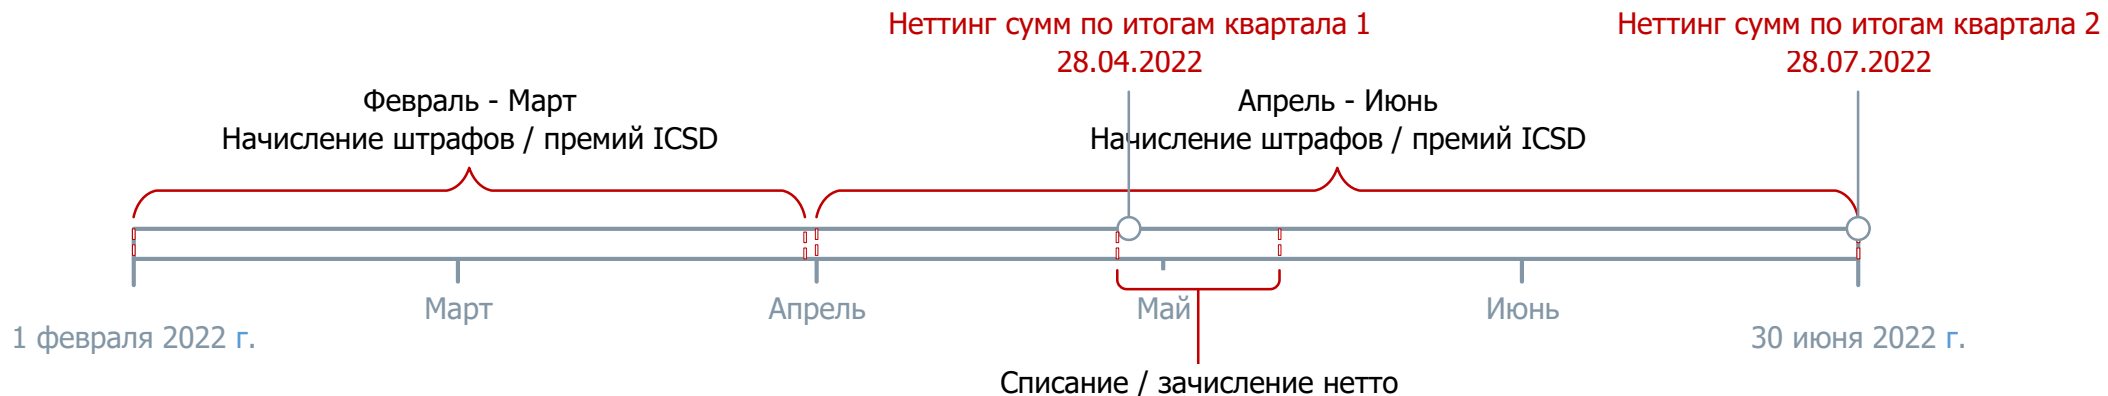 Неттинг сумм по итогам квартала 1
28.04.2022
Неттинг сумм по итогам квартала 2
28.07.2022
Февраль - Март
Начисление штрафов / премий ICSD
Апрель - Июнь
Начисление штрафов / премий ICSD
Март
Апрель
Май
Июнь
1 февраля 2022 г.
30 июня 2022 г.
Списание / зачисление нетто